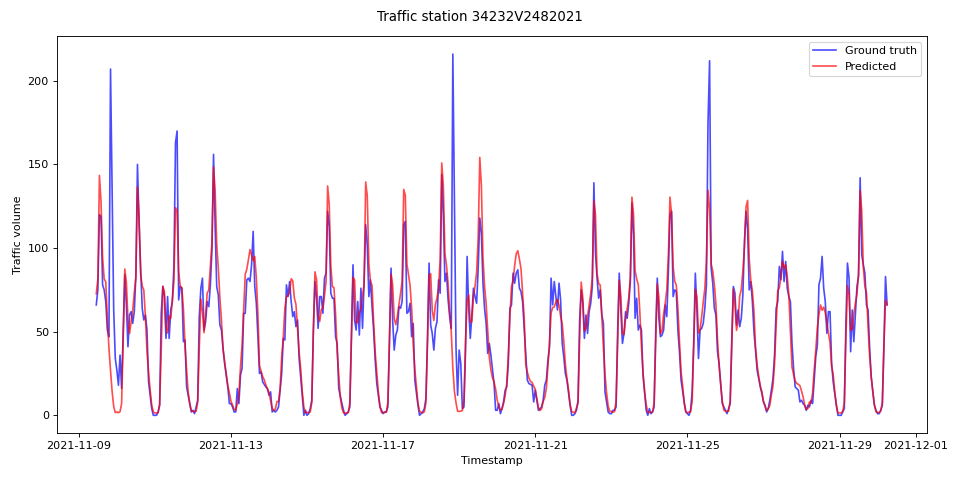 Traffic station 34232V2482021
Ground truth
Predicted
Traffic volume
200
150
100
50
0
2021-11-09
2021-11-13
2021-11-17
2021-11-21
2021-11-25
2021-11-29
2021-12-01
Timestamp